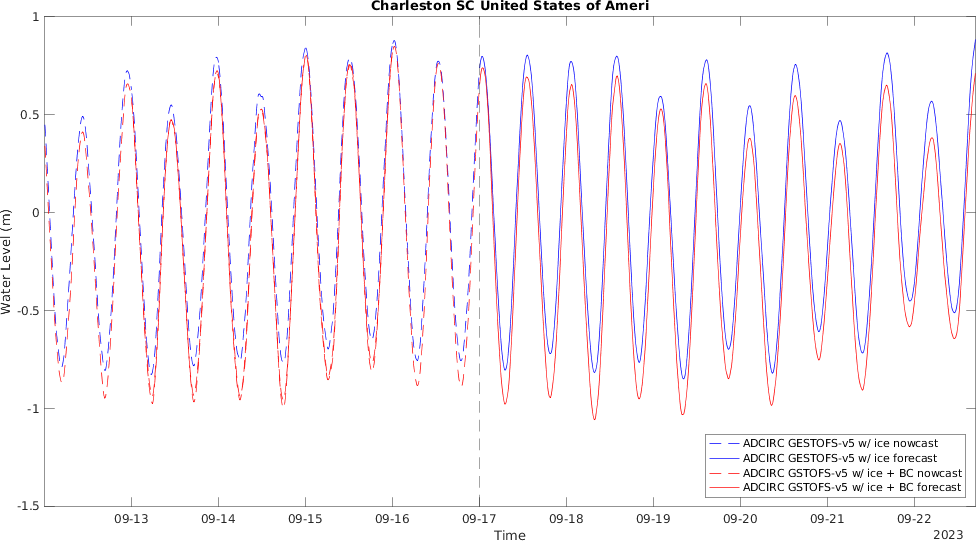 Charleston SC United States of Ameri
1
0.5
0
-0.5
-1
-1.5
Water Level (m)
ADCIRC GESTOFS-v5 w/ ice nowcast
ADCIRC GESTOFS-v5 w/ ice forecast
ADCIRC GSTOFS-v5 w/ ice + BC nowcast
ADCIRC GSTOFS-v5 w/ ice + BC forecast
09-13 09-14 09-15 09-16 09-17 09-18 09-19 09-20 09-21 09-22
Time
2023